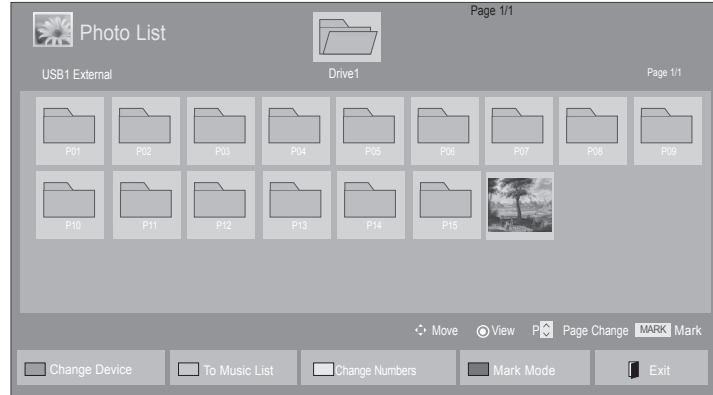 Page 1/1
Photo List
USB1 External
Drive1
Page 1/1
P01 P02 P03 P04 P05 P06 P07 P08 P09
P10 P11 P12 P13 P14 P15
Move View P Page Change MARK Mark
Change Device To Music List Change Numbers Mark Mode Exit